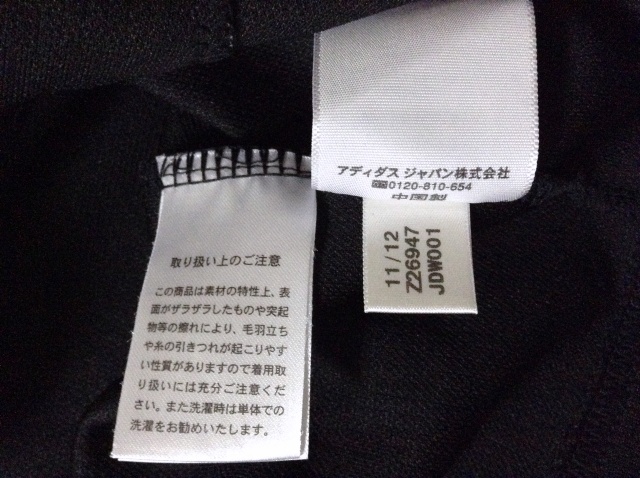 アディダス ジャパン株式会社
0120-810-654
中国製
11/12
Z26947
JDW001
取り扱い上のご注意
この商品は素材の特性上、表
面がザラザラしたものや突起
物等の擦れにより、毛羽立ち
や糸の引きつれが起こりやす
い性質がありますので着用取
り扱いには充分ご注意くだ
さい。また洗濯時は単体での
洗濯をお勧めいたします。